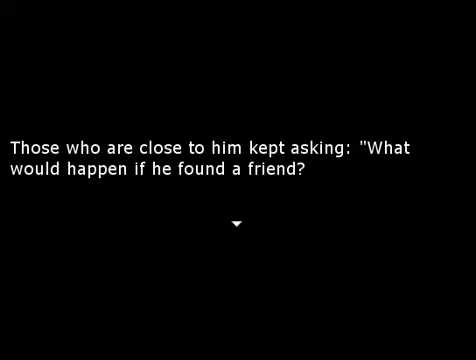 Those who are close to him kept asking: "What
would happen if he found a friend?